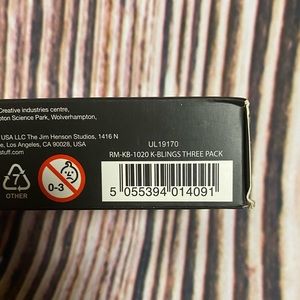 Creative industries centre,
Science Park, Wolverhampton,
USA LLC The Jim Henson Studios, 1416 N
Los Angeles, CA 90028, USA
stuff.com
UL19170
RM-KB-1020 K-BLINGS THREE PACK
7
OTHER
0-3
5 055394 014091